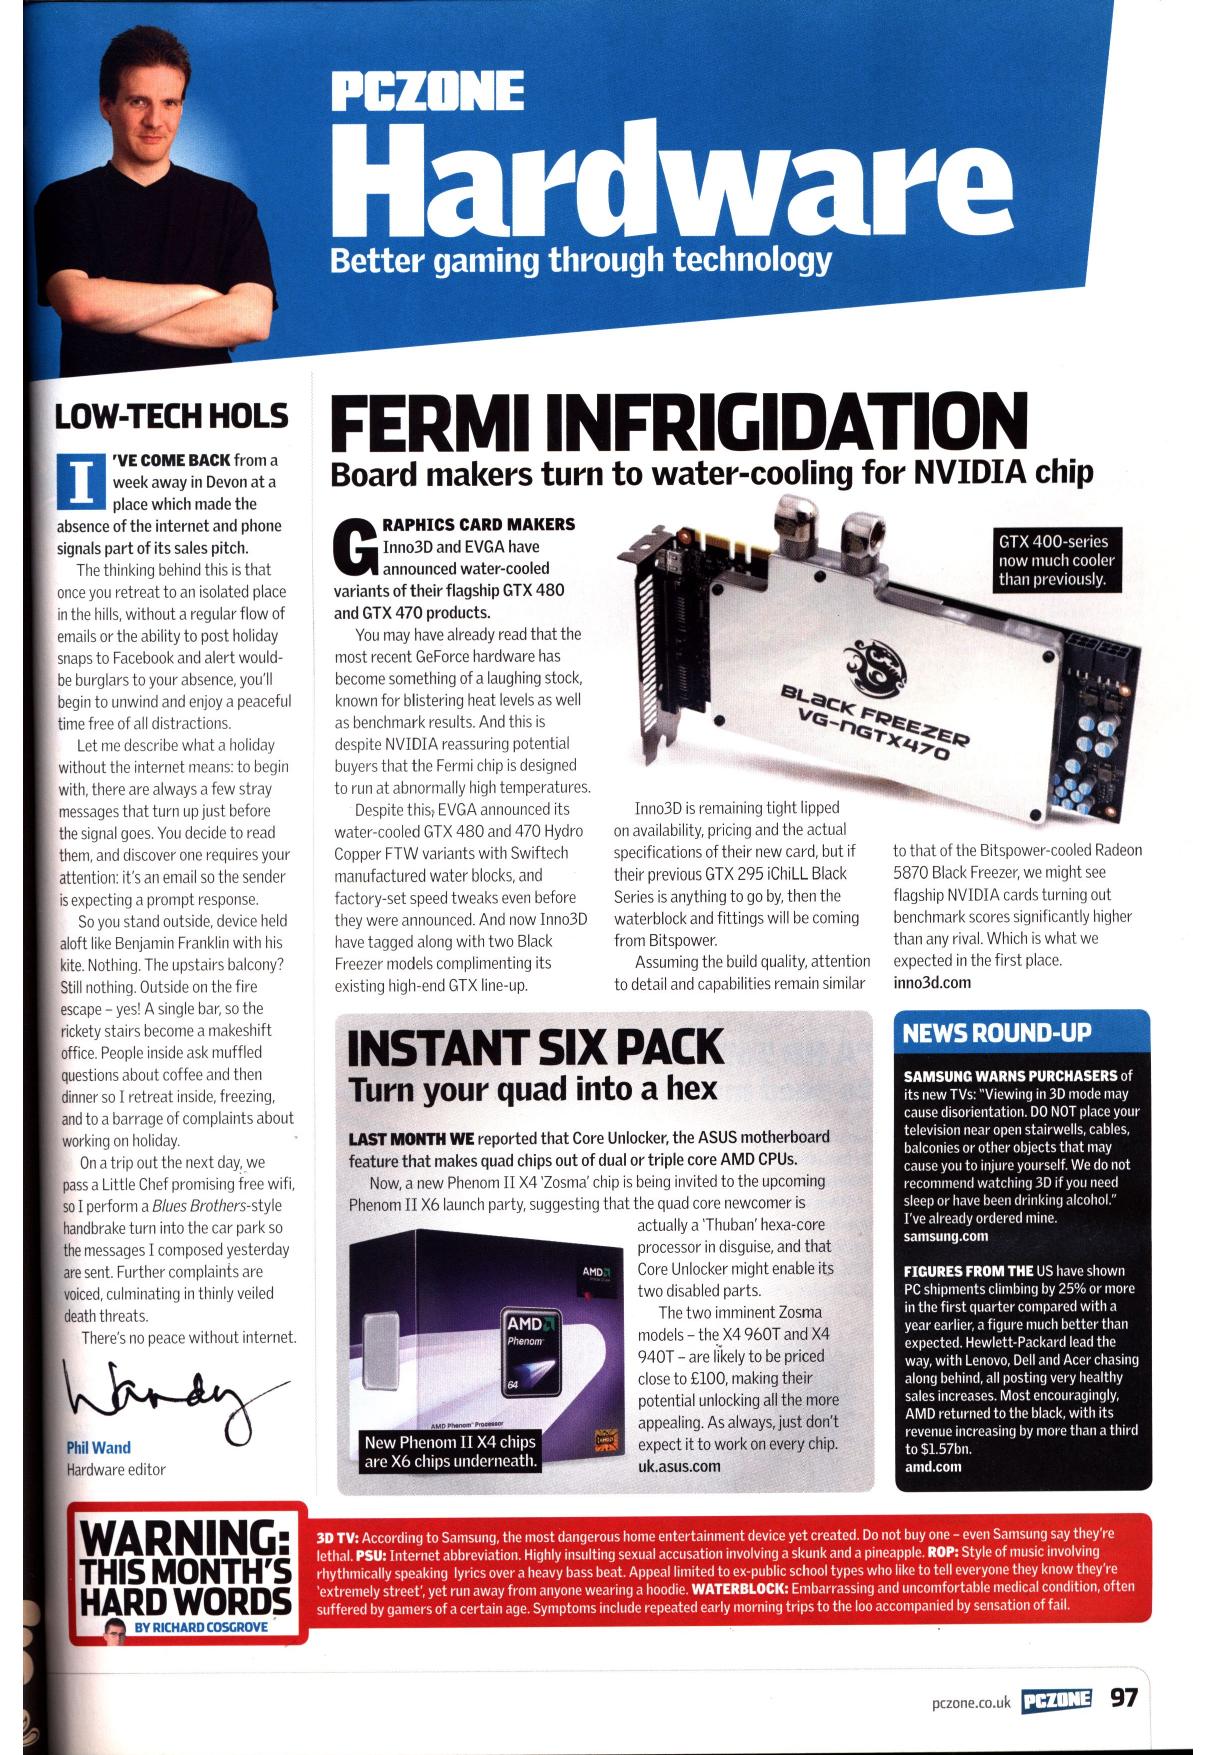 PCZONE
Hardware
Better gaming through technology
LOW-TECH HOLS
I'VE COME BACK from a
week away in Devon at a
place which made the
absence of the internet and phone
signals part of its sales pitch.
The thinking behind this is that
once you retreat to an isolated place
in the hills, without a regular flow of
emails or the ability to post holiday
snaps to Facebook and alert would-
be burglars to your absence, you'll
begin to unwind and enjoy a peaceful
time free of all distractions.
Let me describe what a holiday
without the internet means: to begin
with, there are always a few stray
messages that turn up just before
the signal goes. You decide to read
them, and discover one requires your
attention: it's an email so the sender
is expecting a prompt response.
So you stand outside, device held
aloft like Benjamin Franklin with his
kite. Nothing. The upstairs balcony?
Still nothing. Outside on the fire
escape – yes! A single bar, so the
rickety stairs become a makeshift
office. People inside ask muffled
questions about coffee and then
dinner so I retreat inside, freezing,
and to a barrage of complaints about
working on holiday.
On a trip out the next day, we
pass a Little Chef promising free wifi,
so I perform a Blues Brothers-style
handbrake turn into the car park so
the messages I composed yesterday
are sent. Further complaints are
voiced, culminating in thinly veiled
death threats.
There's no peace without internet.
Wandy
Phil Wand
Hardware editor
FERMI INFRIGIDATION
Board makers turn to water-cooling for NVIDIA chip
GRAPHICS CARD MAKERS
Inno3D and EVGA have
announced water-cooled
variants of their flagship GTX 480
and GTX 470 products.
You may have already read that the
most recent GeForce hardware has
become something of a laughing stock,
known for blistering heat levels as well
as benchmark results. And this is
despite NVIDIA reassuring potential
buyers that the Fermi chip is designed
to run at abnormally high temperatures.
Despite this, EVGA announced its
water-cooled GTX 480 and 470 Hydro
Copper FTW variants with Swiftech
manufactured water blocks, and
factory-set speed tweaks even before
they were announced. And now Inno3D
have tagged along with two Black
Freezer models complimenting its
existing high-end GTX line-up.
GTX 400-series
now much cooler
than previously.
BLACK FREEZER
VG-NGTX470
Inno3D is remaining tight lipped
on availability, pricing and the actual
specifications of their new card, but if
their previous GTX 295 iChiLL Black
Series is anything to go by, then the
waterblock and fittings will be coming
from Bitspower.
Assuming the build quality, attention
to detail and capabilities remain similar
to that of the Bitspower-cooled Radeon
5870 Black Freezer, we might see
flagship NVIDIA cards turning out
benchmark scores significantly higher
than any rival. Which is what we
expected in the first place.
inno3d.com
INSTANT SIX PACK
Turn your quad into a hex
LAST MONTH WE reported that Core Unlocker, the ASUS motherboard
feature that makes quad chips out of dual or triple core AMD CPUs.
Now, a new Phenom II X4 'Zosma' chip is being invited to the upcoming
Phenom II X6 launch party, suggesting that the quad core newcomer is
actually a 'Thuban' hexa-core
processor in disguise, and that
Core Unlocker might enable its
two disabled parts.
The two imminent Zosma
models – the X4 960T and X4
940T – are likely to be priced
close to £100, making their
potential unlocking all the more
appealing. As always, just don't
expect it to work on every chip.
uk.asus.com
AMD
AMD
Phenom
64
AMD Phenom Processor
New Phenom II X4 chips
are X6 chips underneath.
NEWS ROUND-UP
SAMSUNG WARNS PURCHASERS of
its new TVs: "Viewing in 3D mode may
cause disorientation. DO NOT place your
television near open stairwells, cables,
balconies or other objects that may
cause you to injure yourself. We do not
recommend watching 3D if you need
sleep or have been drinking alcohol."
I've already ordered mine.
samsung.com
FIGURES FROM THE US have shown
PC shipments climbing by 25% or more
in the first quarter compared with a
year earlier, a figure much better than
expected. Hewlett-Packard lead the
way, with Lenovo, Dell and Acer chasing
along behind, all posting very healthy
sales increases. Most encouragingly,
AMD returned to the black, with its
revenue increasing by more than a third
to $1.57bn.
amd.com
WARNING:
THIS MONTH'S
HARD WORDS
BY RICHARD COSGROVE
3D TV: According to Samsung, the most dangerous home entertainment device yet created. Do not buy one – even Samsung say they're
lethal. PSU: Internet abbreviation. Highly insulting sexual accusation involving a skunk and a pineapple. ROP: Style of music involving
rhythmically speaking lyrics over a heavy bass beat. Appeal limited to ex-public school types who like to tell everyone they know they're
'extremely street', yet run away from anyone wearing a hoodie. WATERBLOCK: Embarrassing and uncomfortable medical condition, often
suffered by gamers of a certain age. Symptoms include repeated early morning trips to the loo accompanied by sensation of fail.
pczone.co.uk PCZONE 97